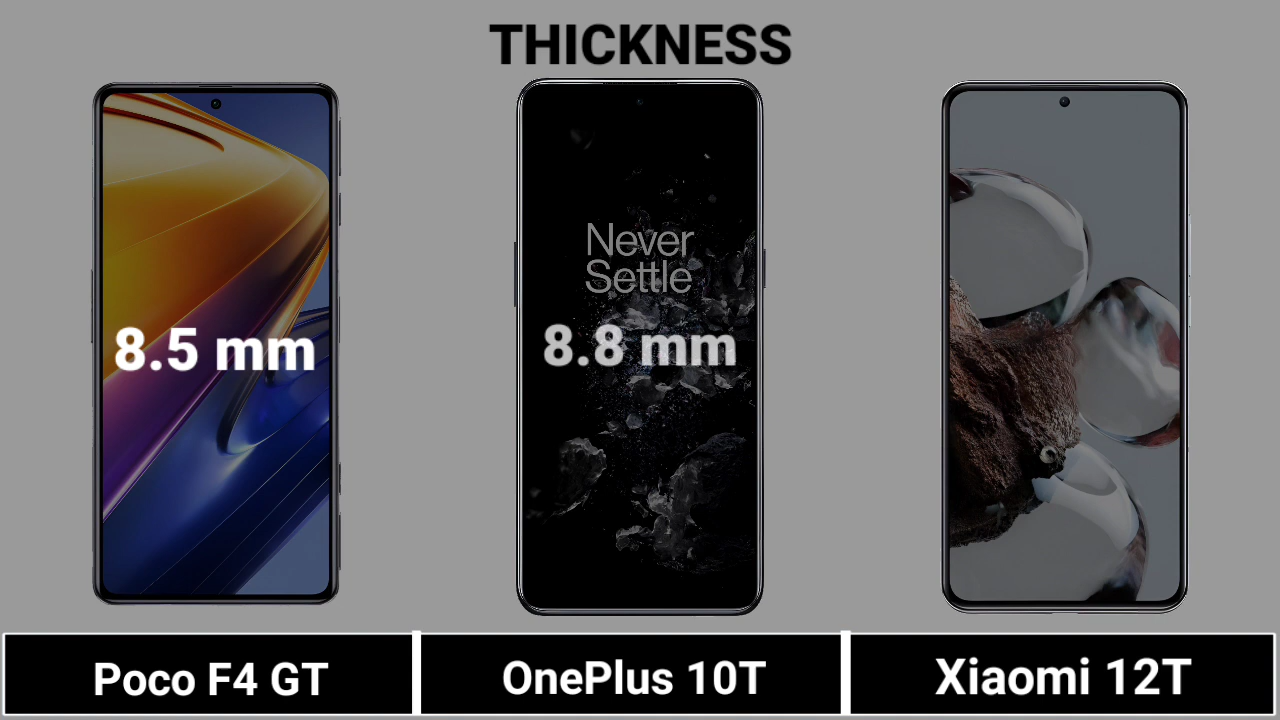 THICKNESS
Never
Settle
8.5 mm
8.8 mm
Poco F4 GT
OnePlus 10T
Xiaomi 12T